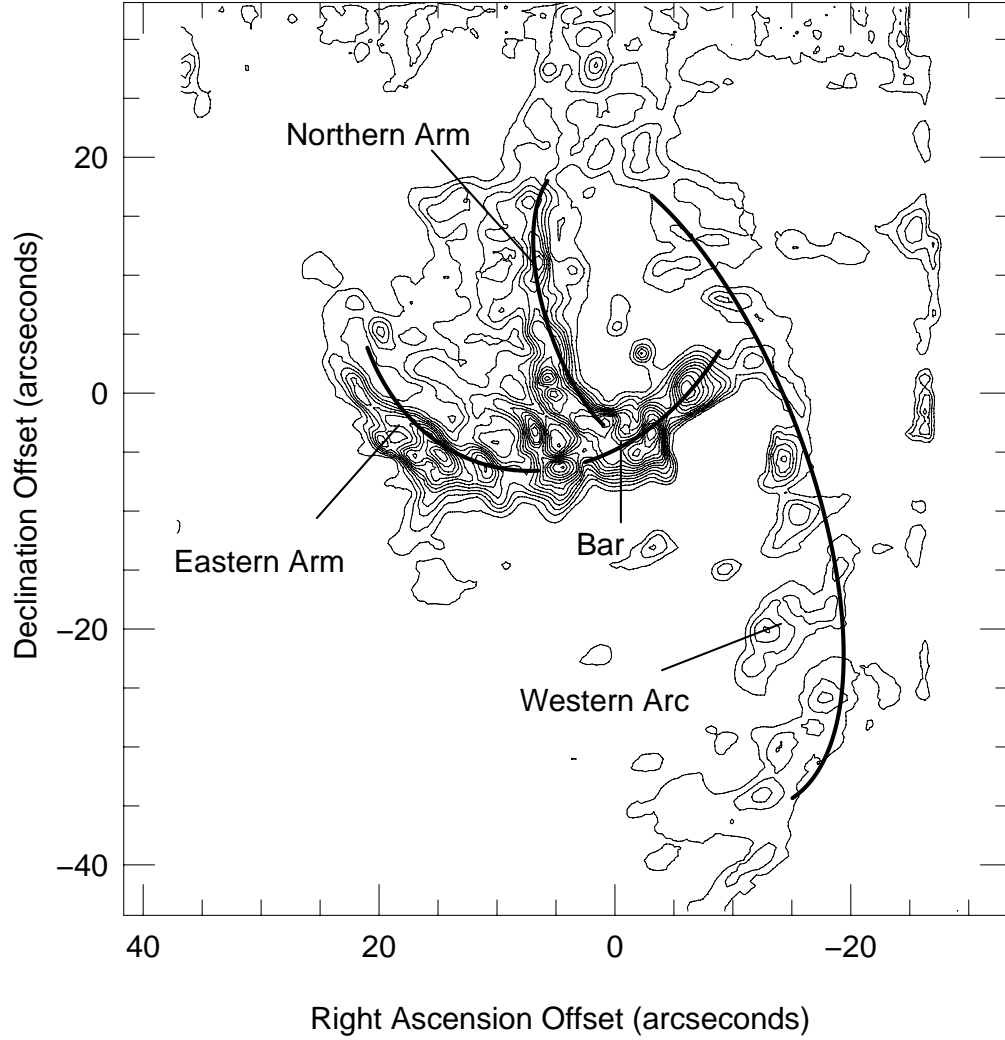 Northern Arm
20
0
Eastern Arm
Bar
−20
Western Arc
−40
40
20
0
−20
Declination Offset (arcseconds)
Right Ascension Offset (arcseconds)